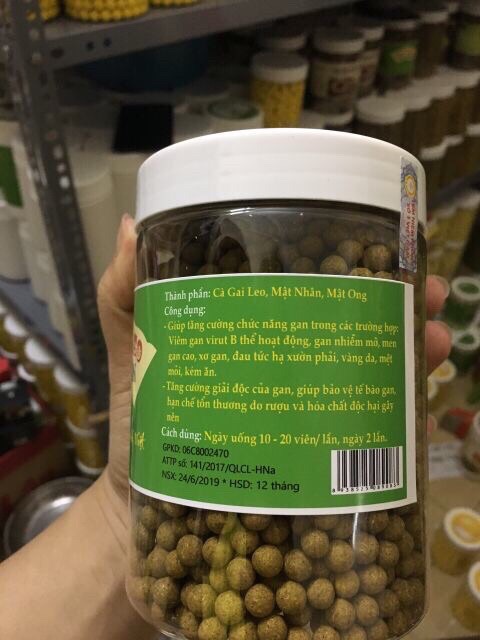 Thành phần: Cà Gai Leo, Mật Nhân, Mật Ong
Công dụng:
- Giúp tăng cường chức năng gan trong các trường hợp:
Viêm gan virut B thể hoạt động, gan nhiễm mỡ, men
gan cao, xơ gan, đau tức hạ xườn phải, vàng da, mệt
mỏi, kém ăn.
- Tăng cường giải độc của gan, giúp bảo vệ tế bào gan,
hạn chế tổn thương do rượu và hóa chất độc hại gây
nên
Cách dùng: Ngày uống 10 - 20 viên/ lần, ngày 2 lần.
GPKD: 06C8002470
ATTP số: 141/2017/QLCL-HNa
NSX: 24/6/2019 * HSD: 12 tháng